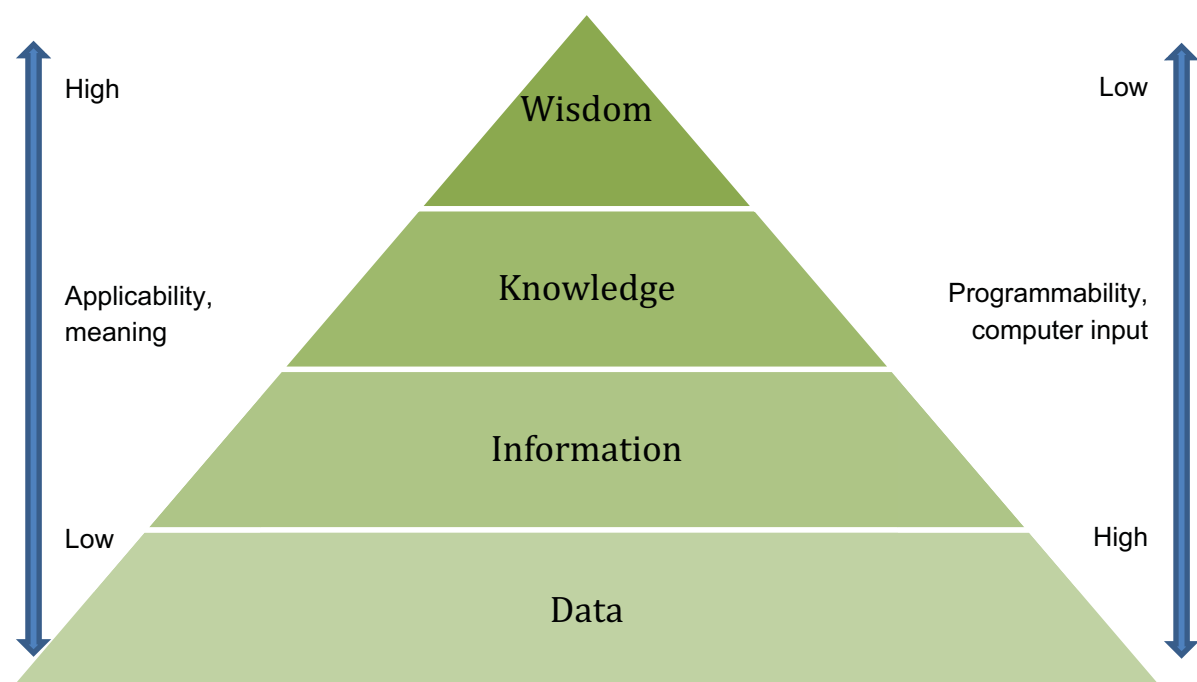 High
Low
Wisdom
Knowledge
Applicability,
meaning
Programmability,
computer input
Information
Low
High
Data